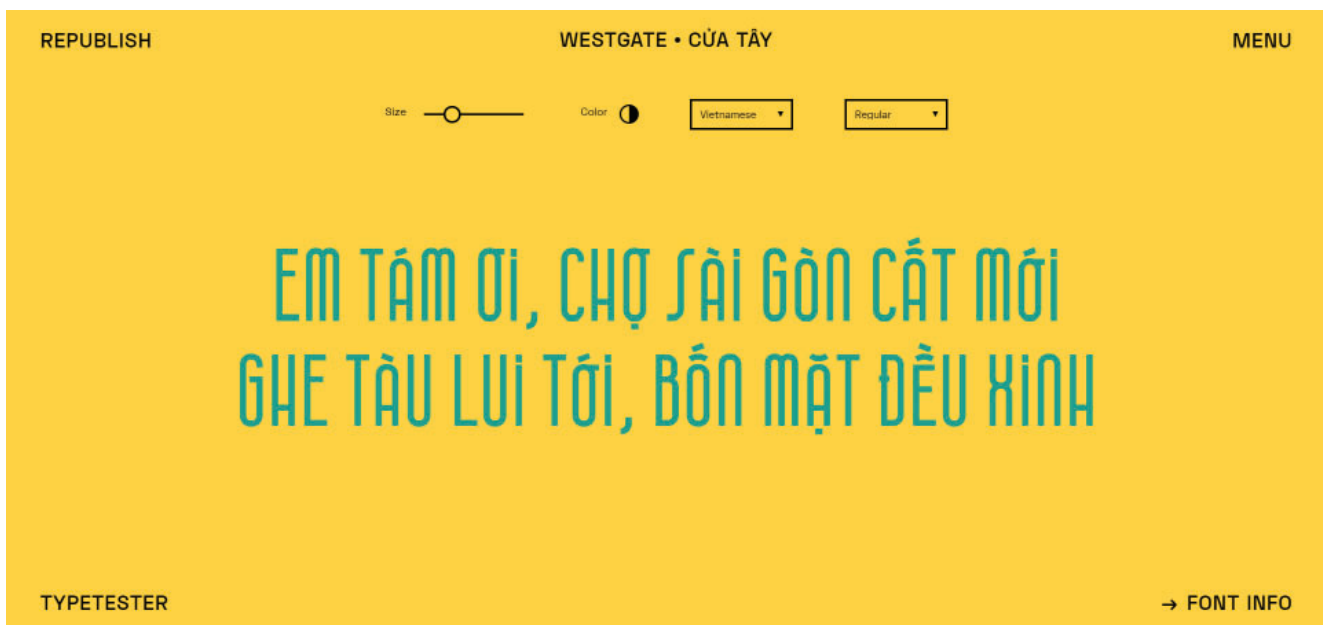 REPUBLISH
WESTGATE • CỬA TÂY
MENU
Size
Color
Vietnamese
Regular
EM TÁM ƠI, CHỢ SÀI GÒN CẤT MỚI
GHE TÀU LUI TỚI, BỐN MẶT ĐỀU XINH
TYPETESTER
→ FONT INFO